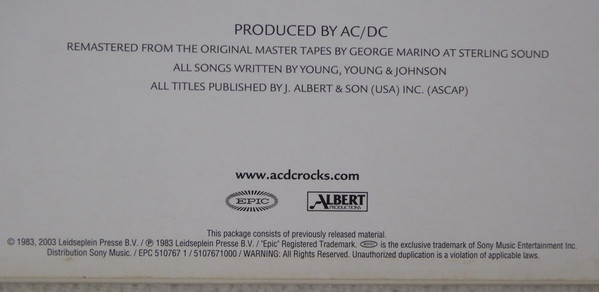 PRODUCED BY AC/DC
REMASTERED FROM THE ORIGINAL MASTER TAPES BY GEORGE MARINO AT STERLING SOUND
ALL SONGS WRITTEN BY YOUNG, YOUNG & JOHNSON
ALL TITLES PUBLISHED BY J. ALBERT & SON (USA) INC. (ASCAP)
www.acdcrocks.com
EPIC ALBERT
PRODUCTIONS
This package consists of previously released material.
© 1983, 2003 Leidseplein Presse B.V. / ℗ 1983 Leidseplein Presse B.V. / "Epic" Registered Trademark. EPIC is the exclusive trademark of Sony Music Entertainment Inc.
Distribution Sony Music. / EPC 510767 1 / 5107671000 / WARNING: All Rights Reserved. Unauthorized duplication is a violation of applicable laws.